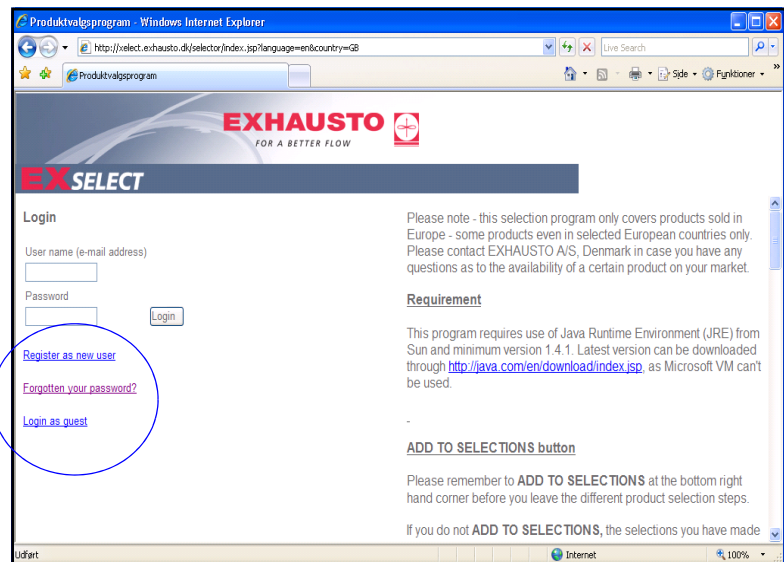 Produktvalgsprogram - Windows Internet Explorer
http://xelect.exhausto.dk/selector/index.jsp?language=en&country=GB
Live Search
Produktvalgsprogram
Side
Funktioner
»
EXHAUSTO
FOR A BETTER FLOW
EXSELECT
Login
User name (e-mail address)
Password
Login
Register as new user
Forgotten your password?
Login as guest
Please note - this selection program only covers products sold in
Europe - some products even in selected European countries only.
Please contact EXHAUSTO A/S, Denmark in case you have any
questions as to the availability of a certain product on your market.
Requirement
This program requires use of Java Runtime Environment (JRE) from
Sun and minimum version 1.4.1. Latest version can be downloaded
through http://java.com/en/download/index.jsp, as Microsoft VM can't
be used.
-
ADD TO SELECTIONS button
Please remember to ADD TO SELECTIONS at the bottom right
hand corner before you leave the different product selection steps.
If you do not ADD TO SELECTIONS, the selections you have made
Udført
Internet
100%